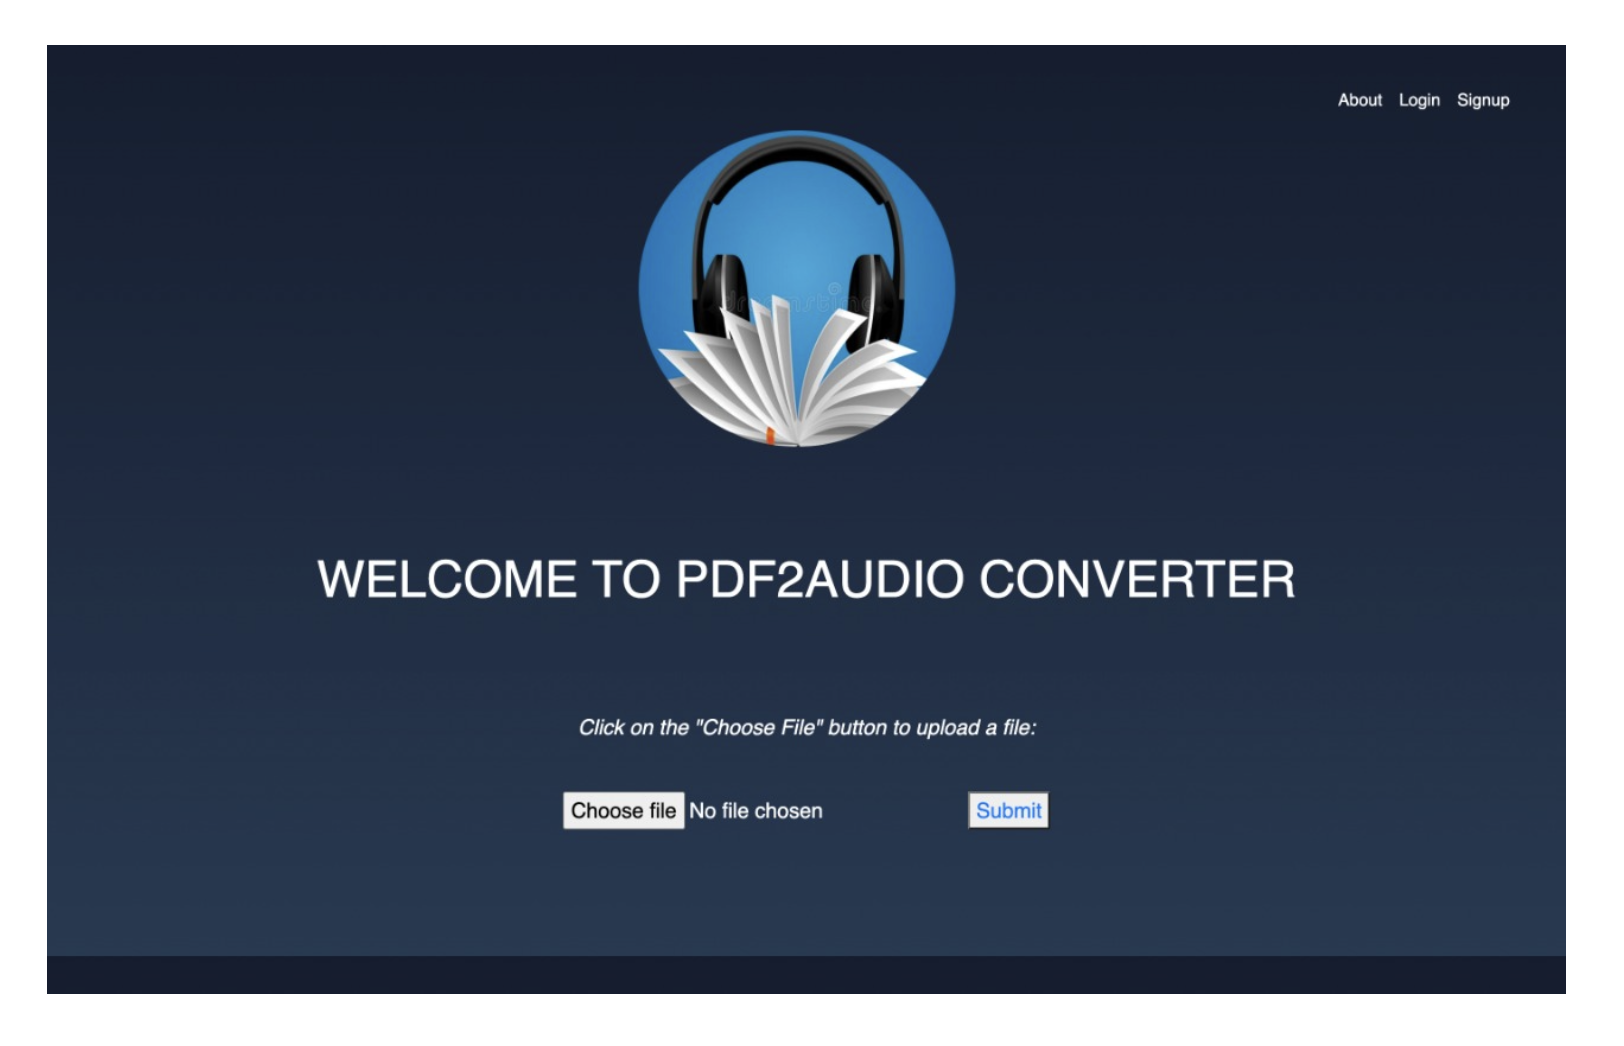 About Login Signup
dreamstime
WELCOME TO PDF2AUDIO CONVERTER
Click on the "Choose File" button to upload a file:
Choose file No file chosen Submit